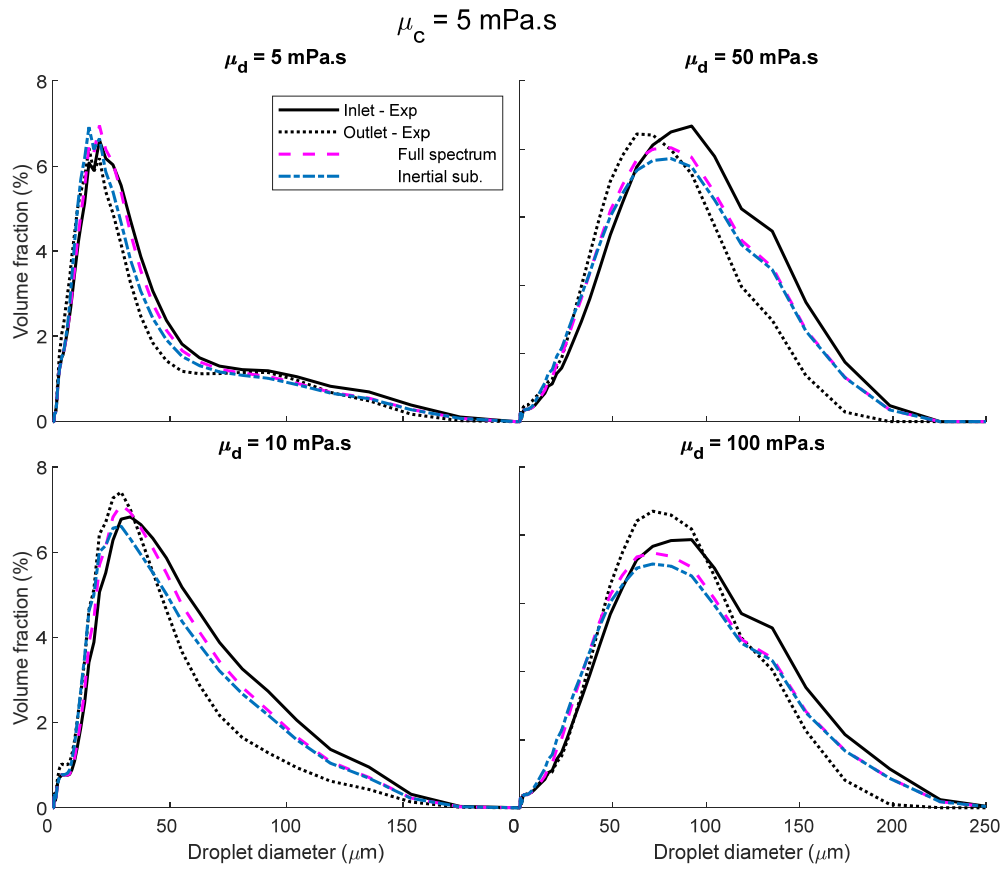 μc = 5 mPa.s
μd = 5 mPa.s
μd = 50 mPa.s
8
6
4
2
0
Volume fraction (%)
Inlet - Exp
Outlet - Exp
Full spectrum
Inertial sub.
μd = 10 mPa.s
μd = 100 mPa.s
8
6
4
2
0
Volume fraction (%)
0 50 100 150 0
0 50 100 150 200 250
Droplet diameter (μm)
Droplet diameter (μm)